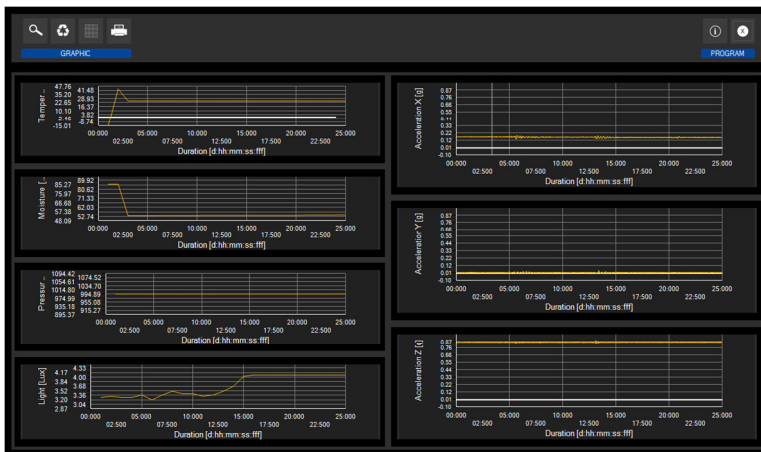 GRAPHIC
PROGRAM
Temper...
47.76
41.48
35.20
28.93
22.65
16.37
10.10
3.82
-8.74
-15.01
00:000 05:000 10:000 15:000 20:000 25:000
02:500 07:500 12:500 17:500 22:500
Duration [d:hh:mm:ss:fff]
Moisture [...
89.92
85.27
80.62
75.97
71.33
66.68
62.03
57.38
52.74
48.09
00:000 05:000 10:000 15:000 20:000 25:000
02:500 07:500 12:500 17:500 22:500
Duration [d:hh:mm:ss:fff]
Pressur...
1094.42
1074.52
1054.61
1034.70
1014.80
994.89
974.99
955.08
935.18
915.27
895.37
00:000 05:000 10:000 15:000 20:000 25:000
02:500 07:500 12:500 17:500 22:500
Duration [d:hh:mm:ss:fff]
Light [Lux]
4.33
4.17
4.00
3.84
3.68
3.52
3.36
3.20
3.04
2.87
00:000 05:000 10:000 15:000 20:000 25:000
02:500 07:500 12:500 17:500 22:500
Duration [d:hh:mm:ss:fff]
Acceleration X [g]
0.87
0.76
0.66
0.55
0.33
0.22
0.12
0.01
-0.10
00:000 05:000 10:000 15:000 20:000 25:000
02:500 07:500 12:500 17:500 22:500
Duration [d:hh:mm:ss:fff]
Acceleration Y [g]
0.87
0.76
0.66
0.55
0.44
0.33
0.22
0.12
0.01
-0.10
00:000 05:000 10:000 15:000 20:000 25:000
02:500 07:500 12:500 17:500 22:500
Duration [d:hh:mm:ss:fff]
Acceleration Z [g]
0.87
0.76
0.66
0.55
0.44
0.33
0.22
0.12
0.01
-0.10
00:000 05:000 10:000 15:000 20:000 25:000
02:500 07:500 12:500 17:500 22:500
Duration [d:hh:mm:ss:fff]